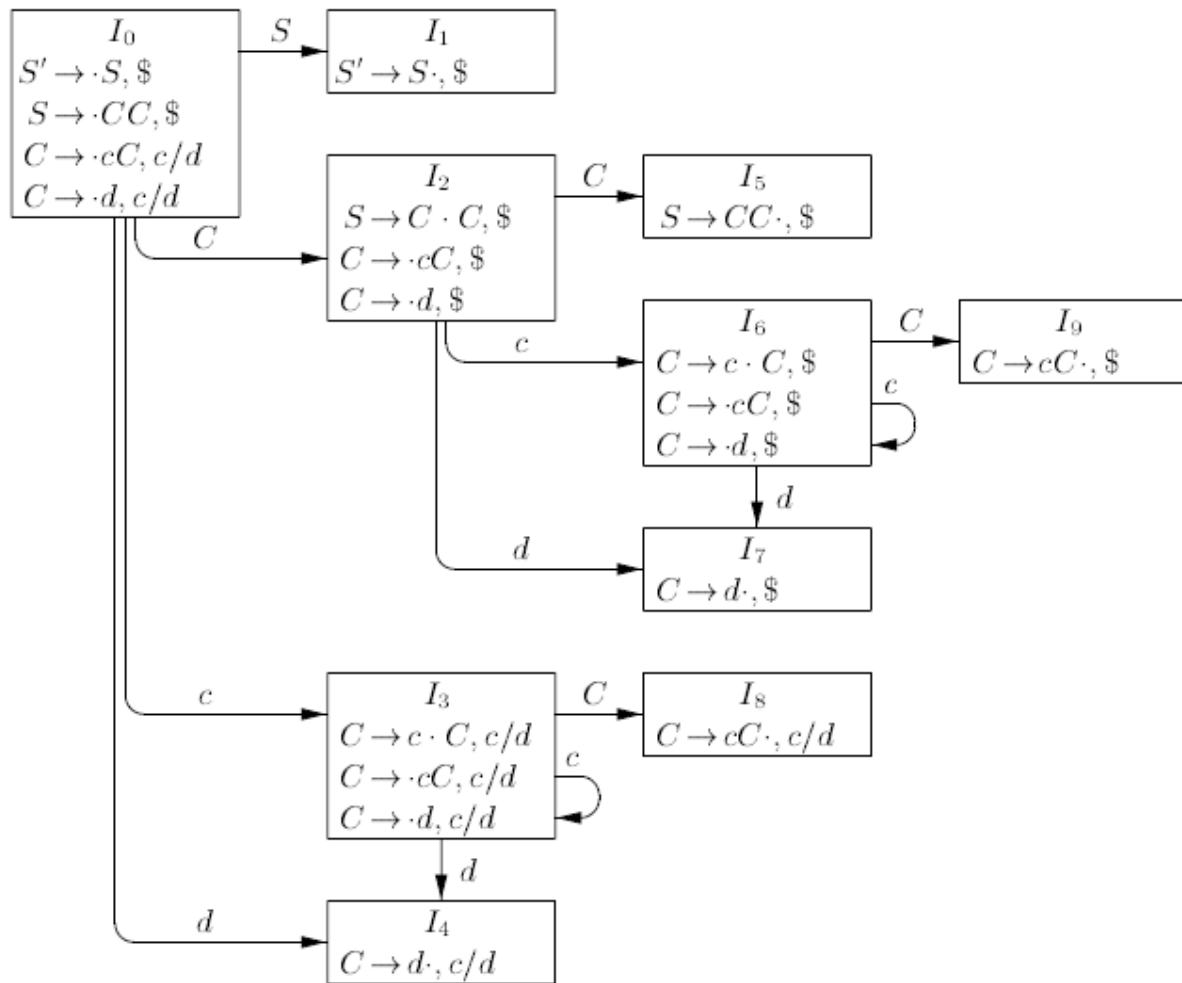 I₀
S' → ·S, $
S → ·CC, $
C → ·cC, c/d
C → ·d, c/d
S
I₁
S' → S·, $
C
I₂
S → C · C, $
C → ·cC, $
C → ·d, $
C
I₅
S → CC·, $
c
I₆
C → c · C, $
C → ·cC, $
C → ·d, $
C
I₉
C → cC·, $
c
d
d
I₇
C → d·, $
c
I₃
C → c · C, c/d
C → ·cC, c/d
C → ·d, c/d
C
I₈
C → cC·, c/d
c
d
d
I₄
C → d·, c/d